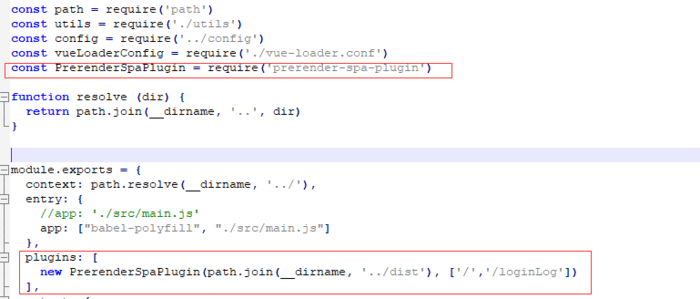 const path = require('path')
const utils = require('./utils')
const config = require('../config')
const vueLoaderConfig = require('./vue-loader.conf')
const PrerenderSpaPlugin = require('prerender-spa-plugin')
function resolve (dir) {
return path.join(__dirname, '..', dir)
}
module.exports = {
context: path.resolve(__dirname, '../'),
entry: {
//app: './src/main.js'
app: ["babel-polyfill", "./src/main.js"]
},
plugins: [
new PrerenderSpaPlugin(path.join(__dirname, '../dist'), ['/','/loginLog'])
],